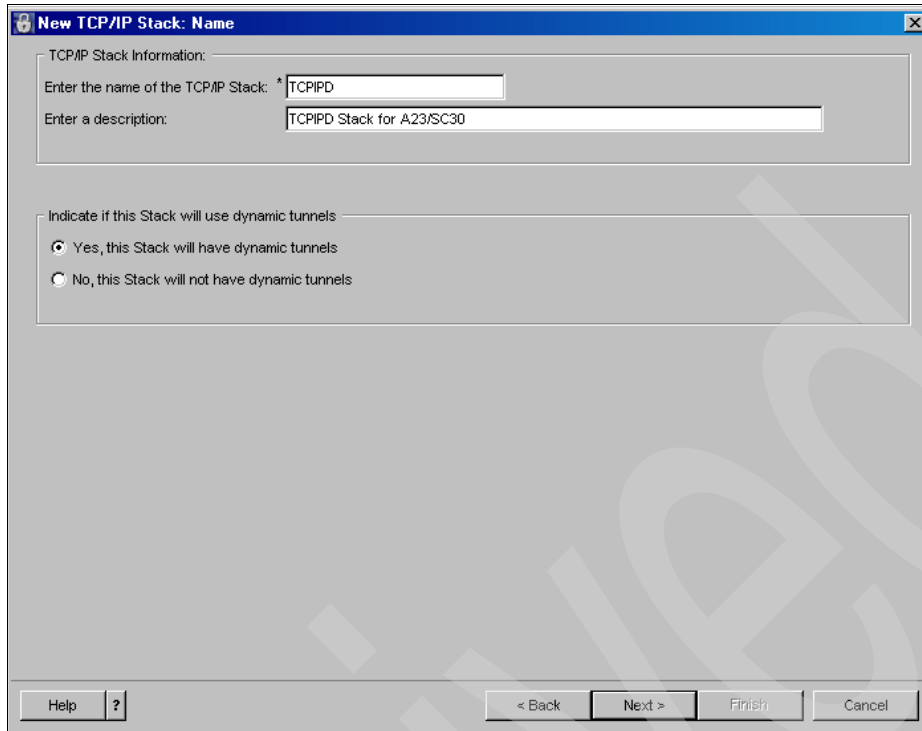 New TCP/IP Stack: Name
TCP/IP Stack Information:
Enter the name of the TCP/IP Stack: * TCPIPD
Enter a description: TCPIPD Stack for A23/SC30
Indicate if this Stack will use dynamic tunnels
Yes, this Stack will have dynamic tunnels
No, this Stack will not have dynamic tunnels
Help ? < Back Next > Finish Cancel